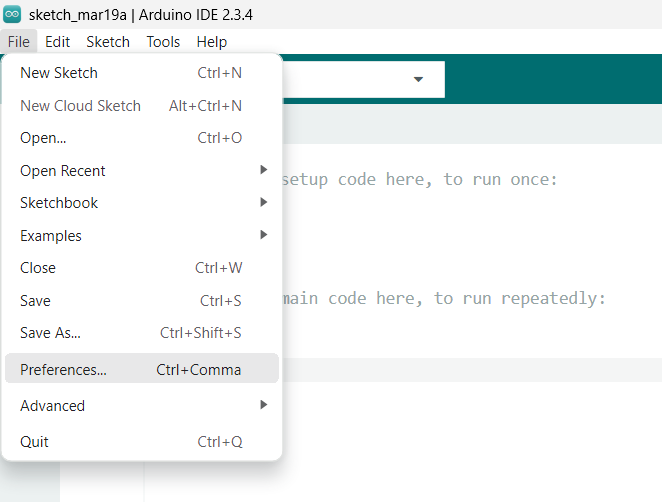 sketch_mar19a | Arduino IDE 2.3.4
File Edit Sketch Tools Help
New Sketch Ctrl+N
New Cloud Sketch Alt+Ctrl+N
Open... Ctrl+O
Open Recent
Sketchbook
Examples
Close Ctrl+W
Save Ctrl+S
Save As... Ctrl+Shift+S
Preferences... Ctrl+Comma
Advanced
Quit Ctrl+Q
setup code here, to run once:
main code here, to run repeatedly: